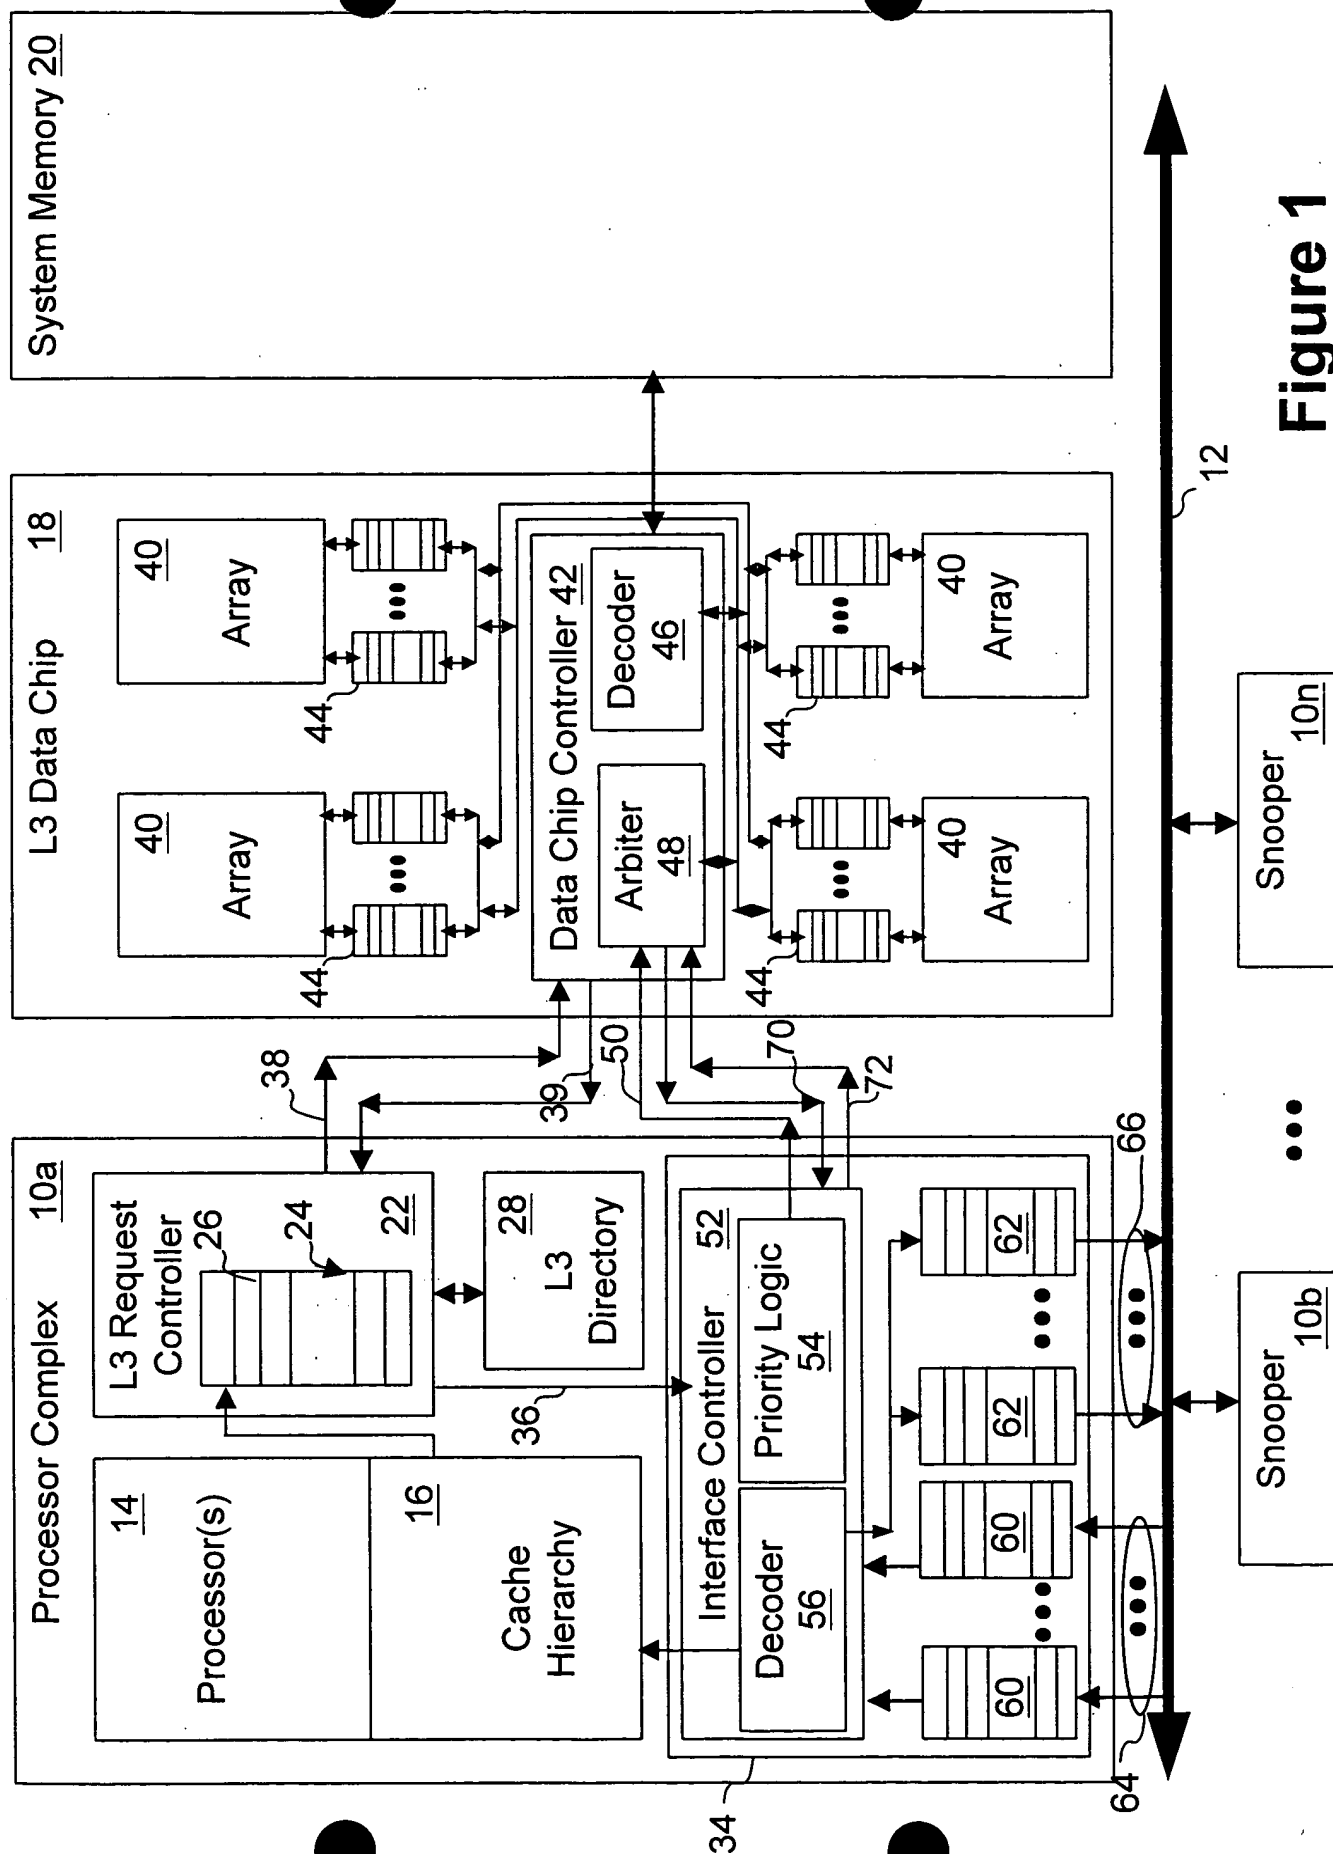 Processor Complex 10a
14
Processor(s)
16
Cache
Hierarchy
L3 Request
Controller
26
24
22
28
L3
Directory
36
38
39
50
70
72
34
Interface Controller 52
Decoder
56
Priority Logic
54
60
60
62
62
64
66
L3 Data Chip 18
40
Array
40
Array
44
44
Data Chip Controller 42
Arbiter
48
Decoder
46
44
44
40
Array
40
Array
System Memory 20
12
Snooper
10b
Snooper
10n
Figure 1